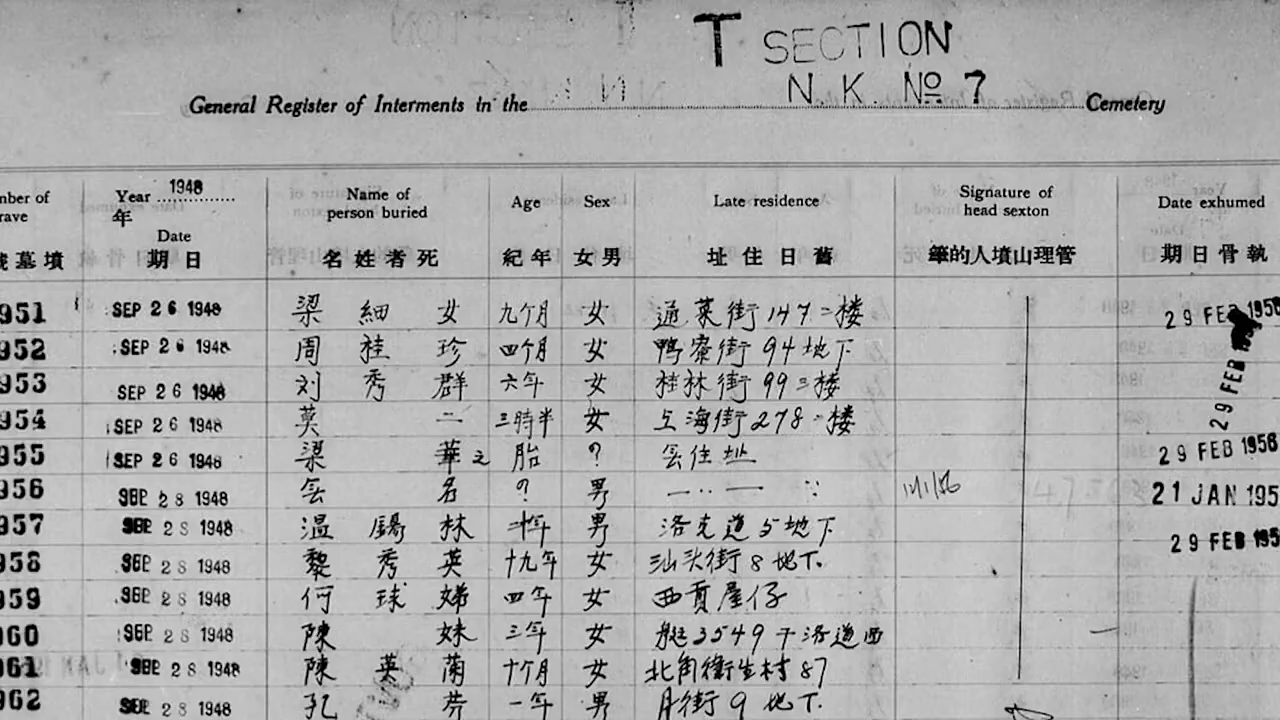 T SECTION
N. K. No 7
General Register of Interments in the Cemetery
Year 1948 Name of person buried Age Sex Late residence Signature of head sexton Date exhumed
年 Date
墓墳 期日 名姓者死 紀年 女男 址住日舊 筆的人墳山理管 期日骨執
951 SEP 26 1948 梁細女 九个月 女 通菜街147二楼 29 FEB 1956
952 SEP 26 1948 周桂珍 四个月 女 鴨寮街94地下
953 SEP 26 1948 刘秀群 六年 女 桂林街99三楼 29 FEB
954 SEP 26 1948 莫二 三時半 女 上海街278二楼
955 SEP 26 1948 梁華之 胎 ? 住址 29 FEB 1956
956 SEP 28 1948 名 ? 男 21 JAN 195
957 SEP 28 1948 温錫林 男 洛克道5地下 29 FEB 195
958 SEP 28 1948 黎秀英 十九年 女 汕头街8地下
959 SEP 28 1948 何球娣 四年 女 西貢屋仔
960 SEP 28 1948 陳妹 三年 女 艇3549干洛道西
961 SEP 28 1948 陳英蘭 十个月 女 北角衛生村87
962 SEP 28 1948 孔芳 一年 男 月街9地下